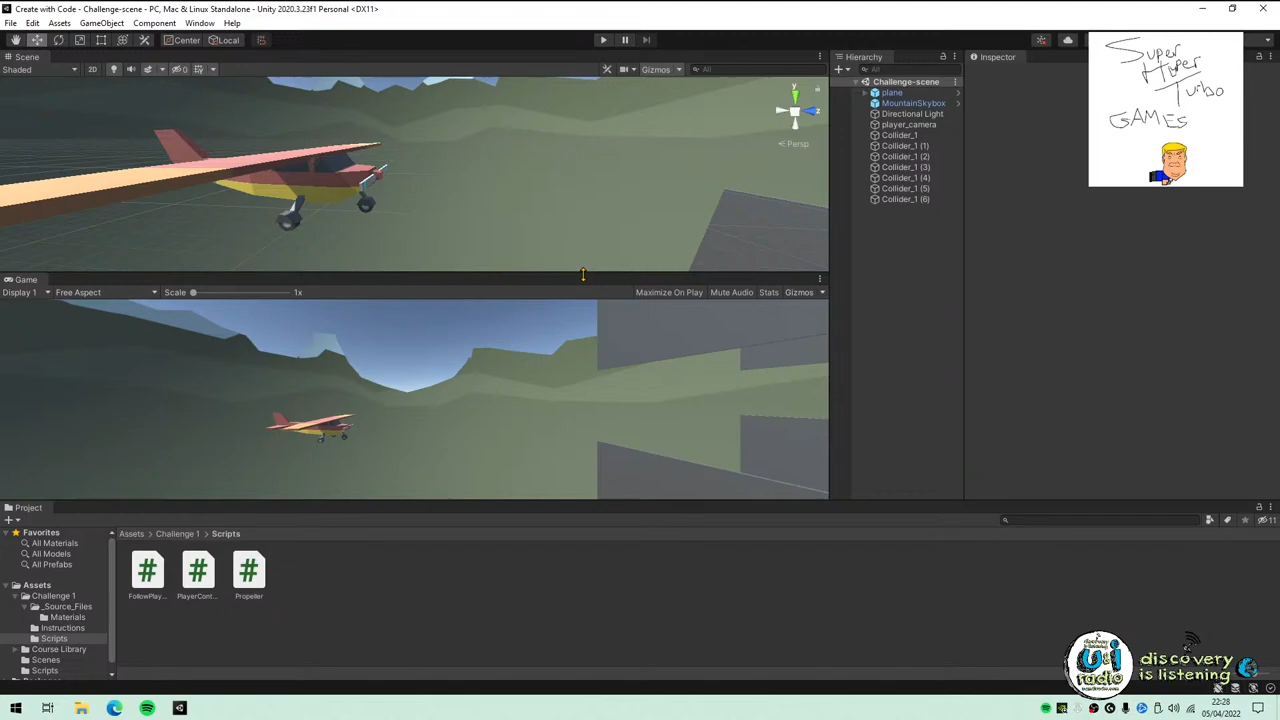 Create with Code - Challenge-scene - PC, Mac & Linux Standalone - Unity 2020.3.23f1 Personal <DX11>
File Edit Assets GameObject Component Window Help
Center Local
Scene
Shaded 2D 0 Gizmos All
y
z
Persp
Game
Display 1 Free Aspect Scale 1x Maximize On Play Mute Audio Stats Gizmos
Hierarchy
All
Challenge-scene
plane
MountainSkybox
Directional Light
player_camera
Collider_1
Collider_1 (1)
Collider_1 (2)
Collider_1 (3)
Collider_1 (4)
Collider_1 (5)
Collider_1 (6)
Inspector
Super
Hyper
Turbo
GAMES
Project
11
Favorites
All Materials
All Models
All Prefabs
Assets
Challenge 1
_Source_Files
Materials
Instructions
Scripts
Course Library
Scenes
Scripts
Assets > Challenge 1 > Scripts
FollowPlay...
PlayerCont...
Propeller
radio
discovery
is listening
22:28
05/04/2022